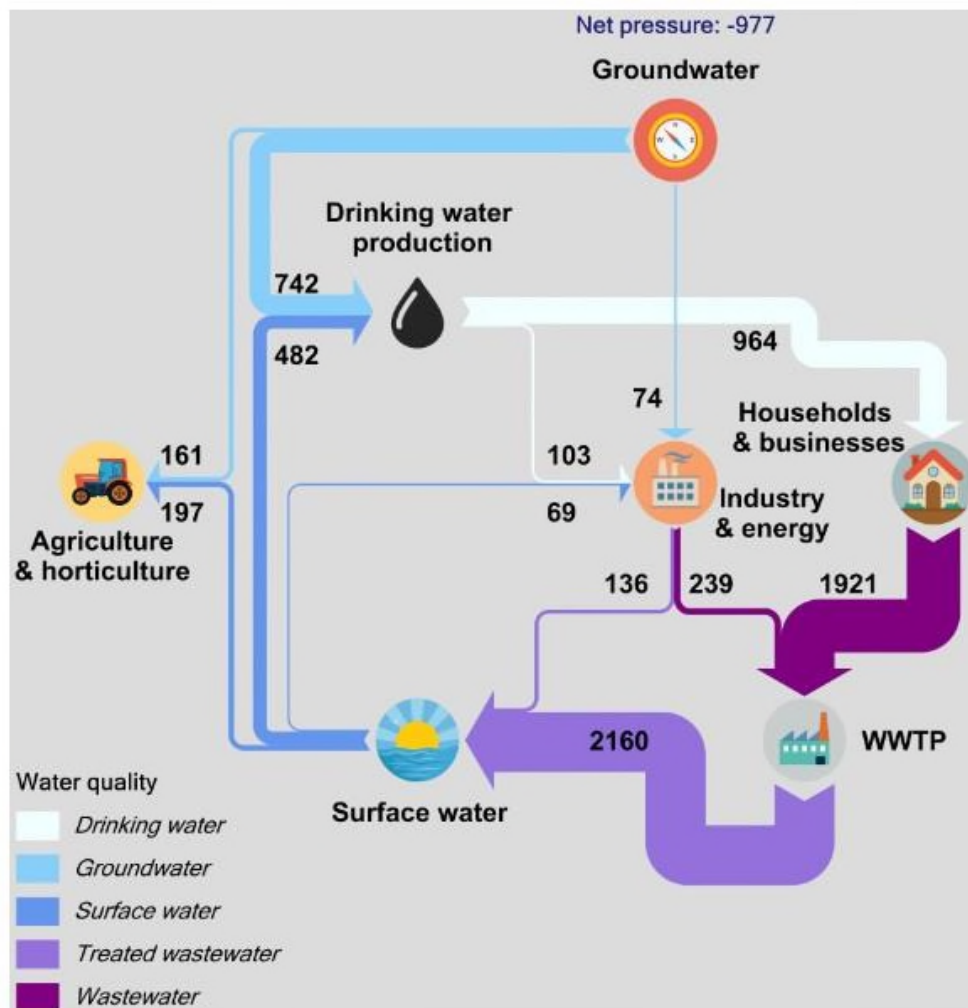 Net pressure: -977
Groundwater
Drinking water
production
742
482
964
74
Households
& businesses
161
197
103
69
Industry
& energy
Agriculture
& horticulture
136
239
1921
2160
WWTP
Surface water
Water quality
Drinking water
Groundwater
Surface water
Treated wastewater
Wastewater